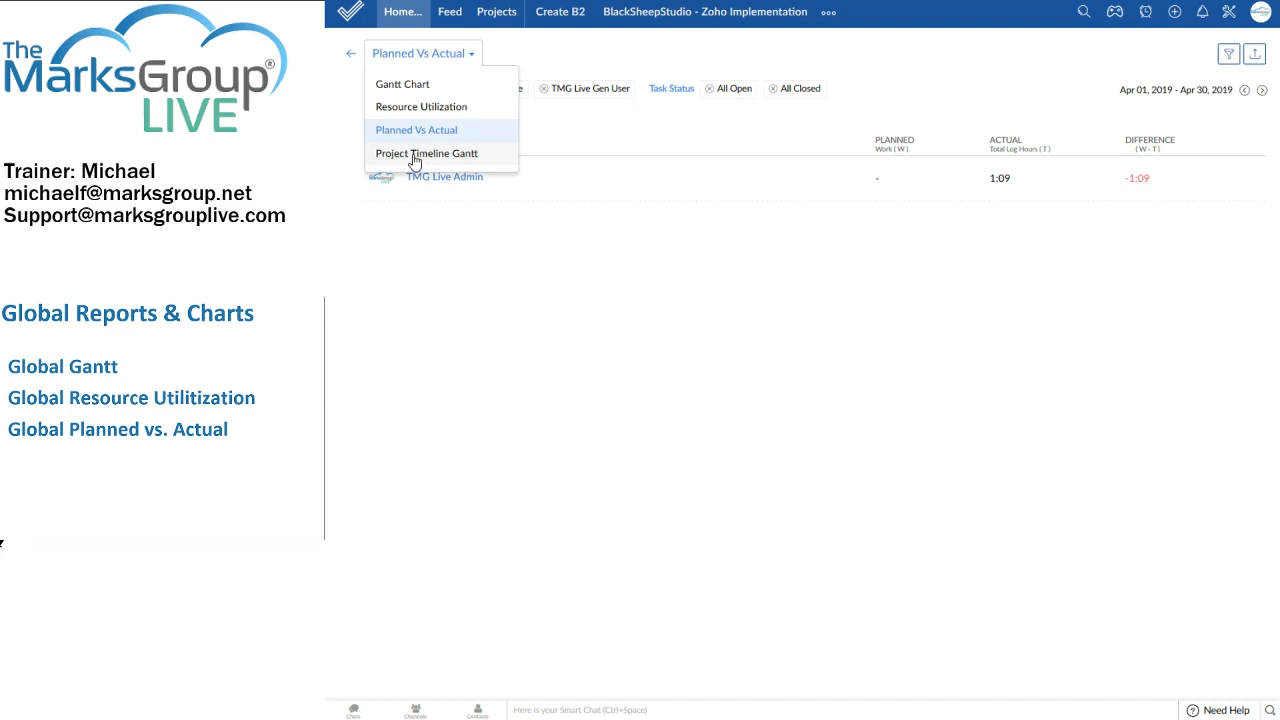 The
MarksGroup®
LIVE
Trainer: Michael
michaelf@marksgroup.net
Support@marksgrouplive.com
Global Reports & Charts
Global Gantt
Global Resource Utilitization
Global Planned vs. Actual
Home... Feed Projects Create B2 BlackSheepStudio - Zoho Implementation
Planned Vs Actual
Gantt Chart
Resource Utilization
Planned Vs Actual
Project Timeline Gantt
e TMG Live Gen User Task Status All Open All Closed
Apr 01, 2019 - Apr 30, 2019
PLANNED ACTUAL DIFFERENCE
Work ( W ) Total Log Hours ( T ) ( W - T )
TMG Live Admin - 1:09 -1:09
Chats Channels Contacts Here is your Smart Chat (Ctrl+Space) Need Help